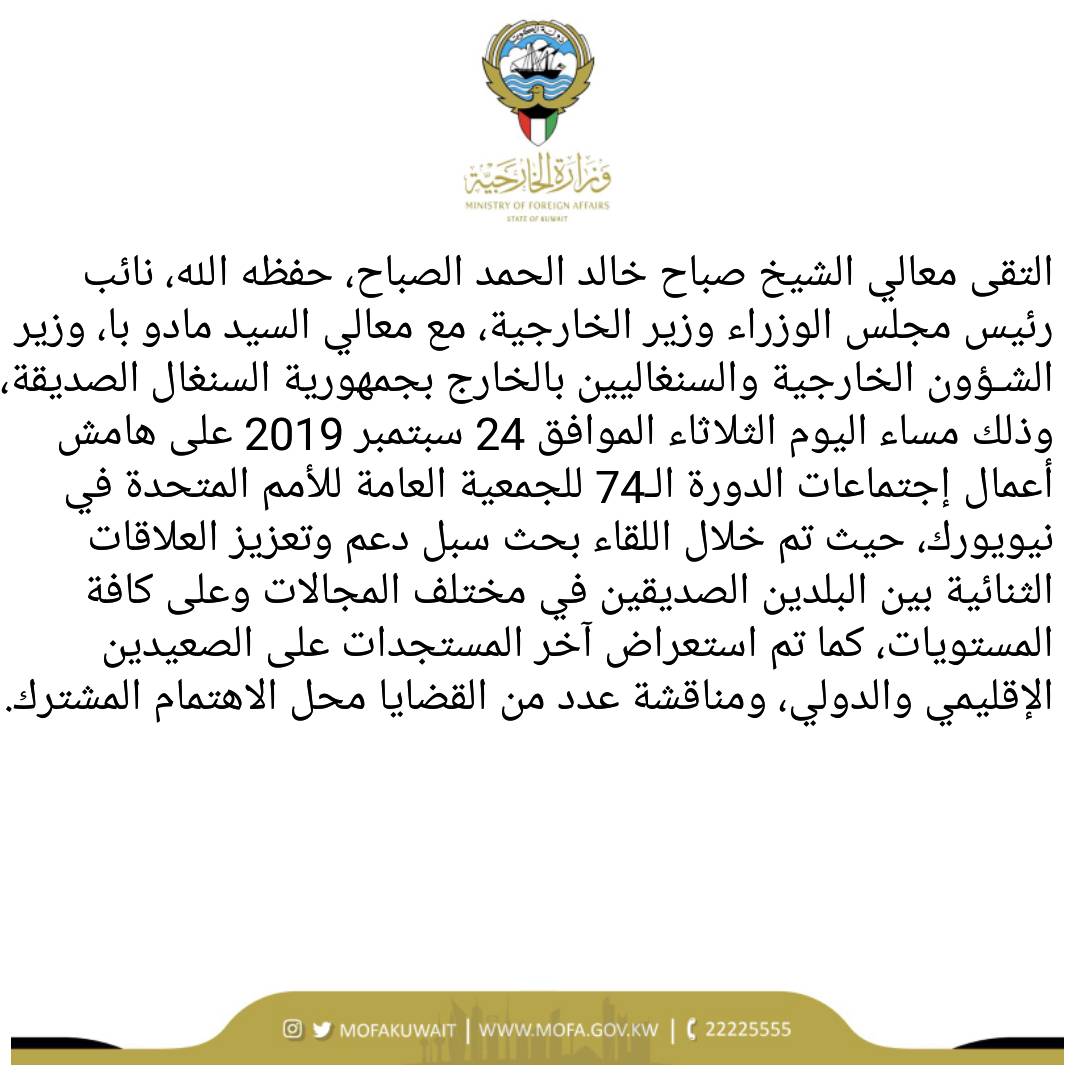 دولة الكويت
وزارة الخارجية
MINISTRY OF FOREIGN AFFAIRS
STATE OF KUWAIT
التقى معالي الشيخ صباح خالد الحمد الصباح، حفظه الله، نائب
رئيس مجلس الوزراء وزير الخارجية، مع معالي السيد مادو با، وزير
الشؤون الخارجية والسنغاليين بالخارج بجمهورية السنغال الصديقة،
وذلك مساء اليوم الثلاثاء الموافق 24 سبتمبر 2019 على هامش
أعمال إجتماعات الدورة الـ74 للجمعية العامة للأمم المتحدة في
نيويورك، حيث تم خلال اللقاء بحث سبل دعم وتعزيز العلاقات
الثنائية بين البلدين الصديقين في مختلف المجالات وعلى كافة
المستويات، كما تم استعراض آخر المستجدات على الصعيدين
الإقليمي والدولي، ومناقشة عدد من القضايا محل الاهتمام المشترك.
MOFAKUWAIT | WWW.MOFA.GOV.KW | 22225555